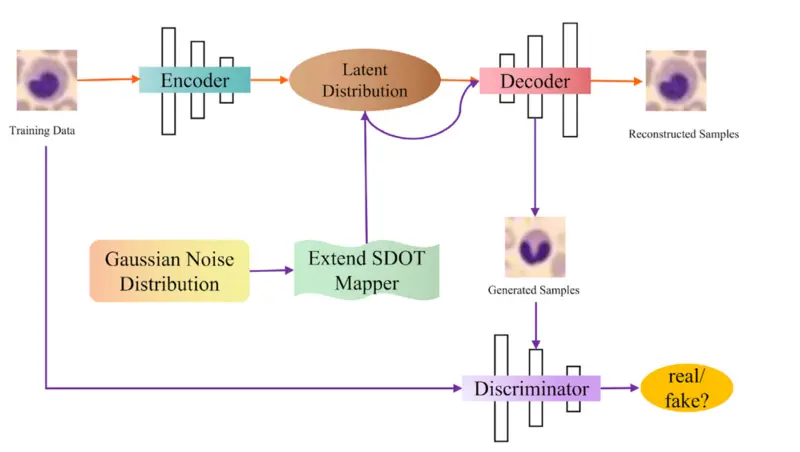 Training Data
Encoder
Latent
Distribution
Decoder
Reconstructed Samples
Gaussian Noise
Distribution
Extend SDOT
Mapper
Generated Samples
Discriminator
real/
fake?